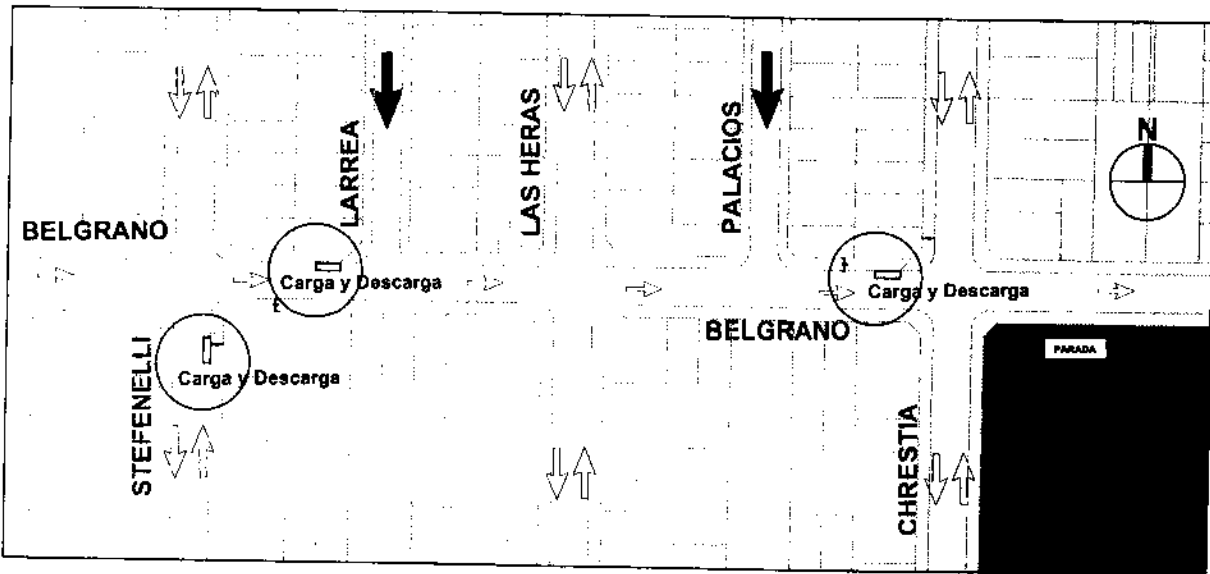 LARREA
LAS HERAS
PALACIOS
N
BELGRANO
Carga y Descarga
Carga y Descarga
BELGRANO
PARADA
STEFENELLI
Carga y Descarga
CHRESTIA